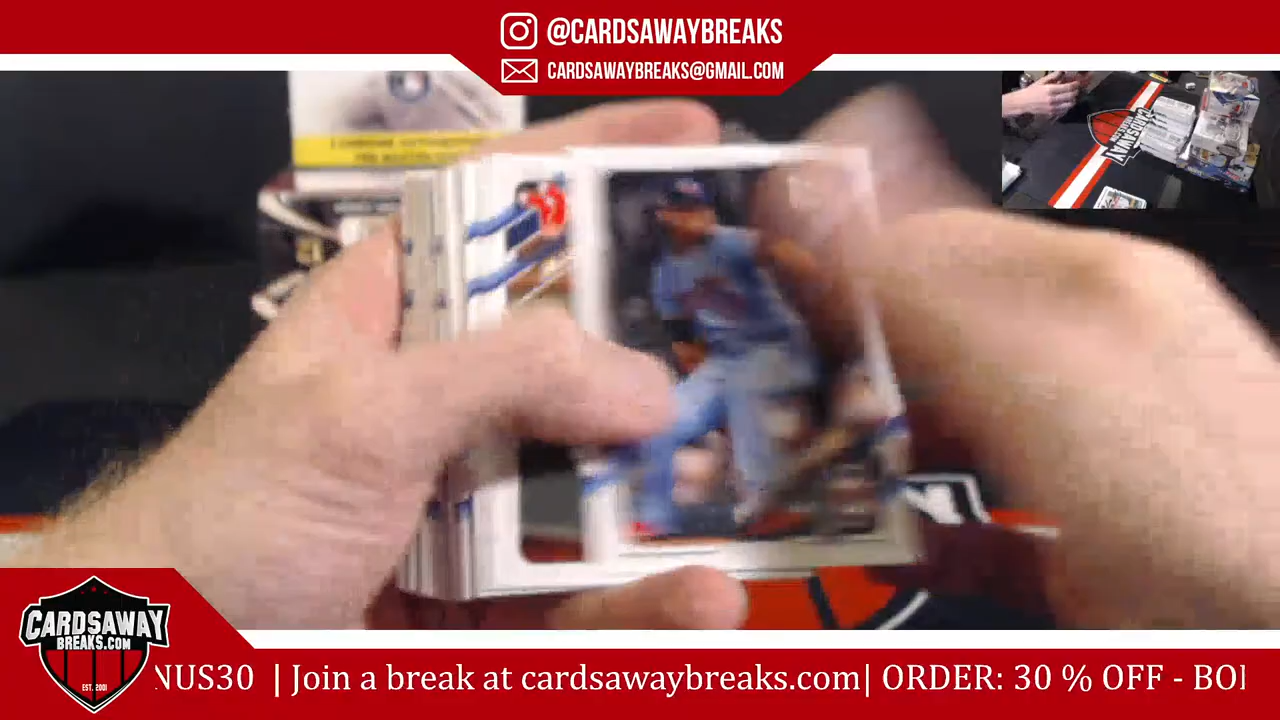 @CARDSAWAYBREAKS
CARDSAWAYBREAKS@GMAIL.COM
CARDSAWAY
CARDSAWAY
BREAKS.COM
EST. 2001
NUS30 | Join a break at cardsawaybreaks.com| ORDER: 30 % OFF - BO